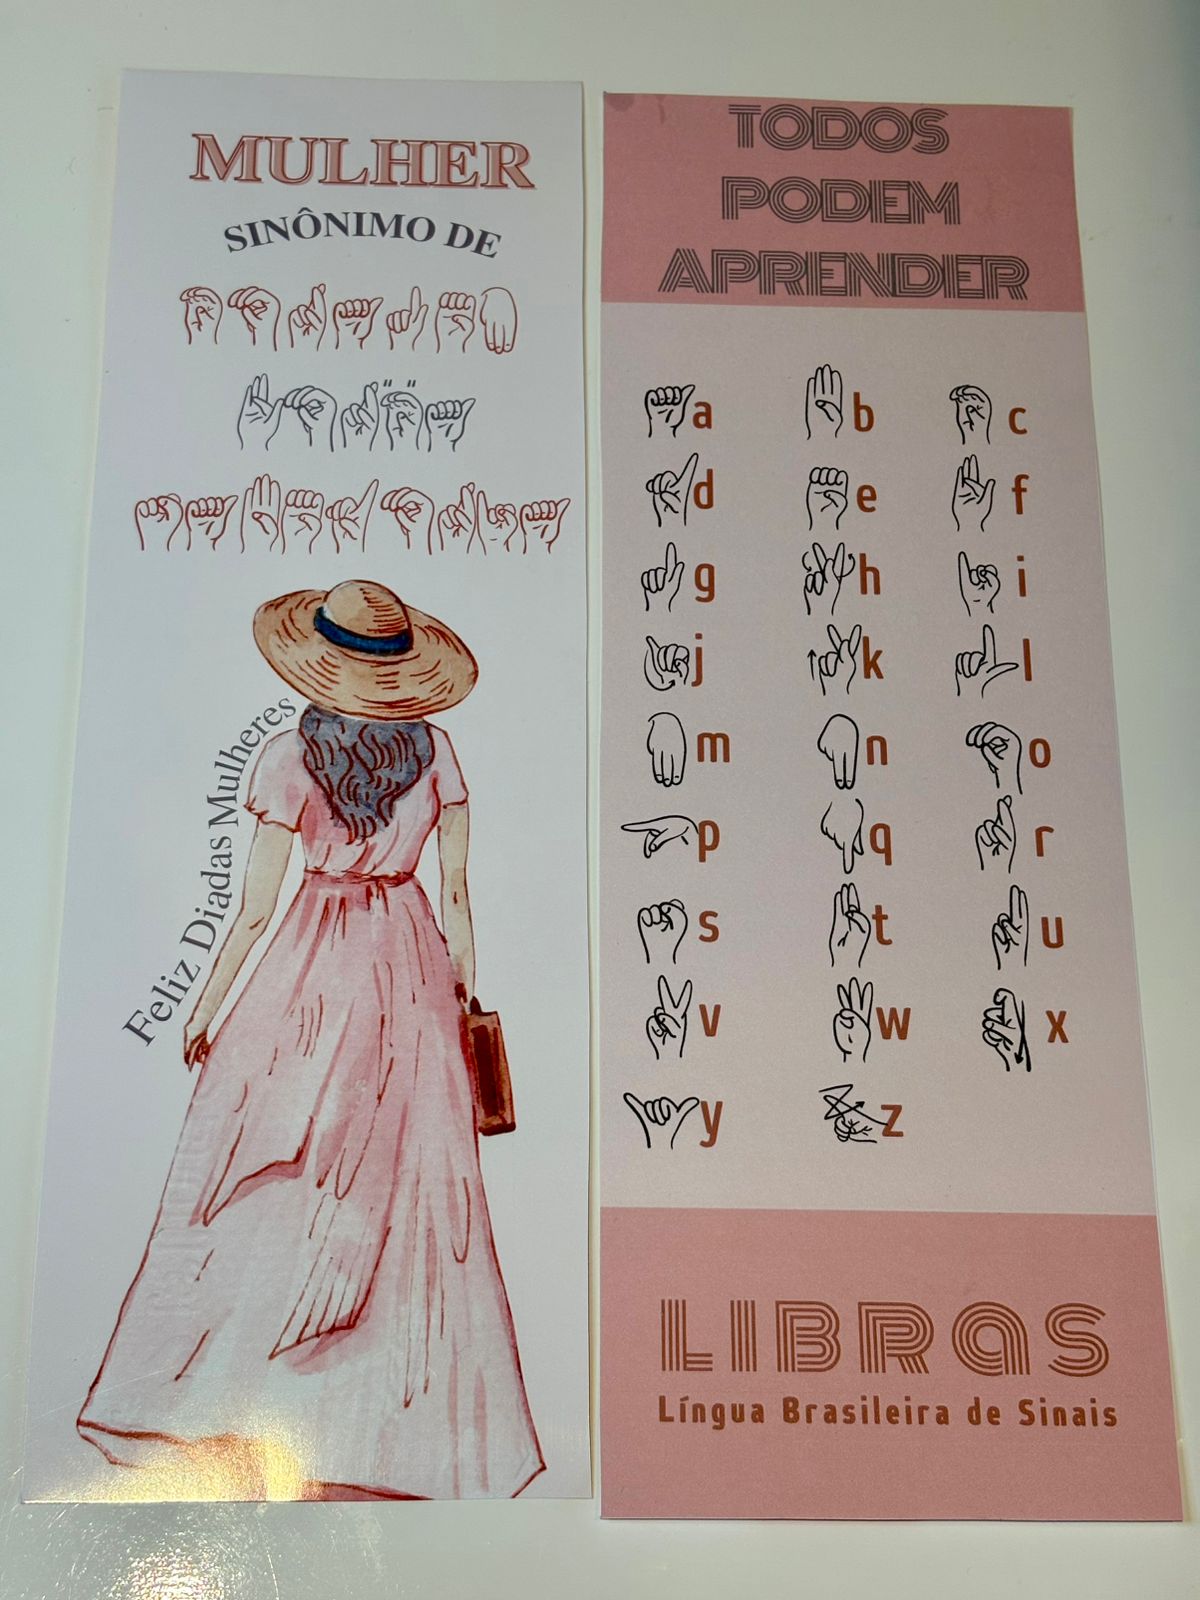 MULHER
SINÔNIMO DE
Feliz Diadas Mulheres
TODOS
PODEM
APRENDER
a b c
d e f
g h i
j k l
m n o
p q r
s t u
v w x
y z
LIBRAS
Língua Brasileira de Sinais